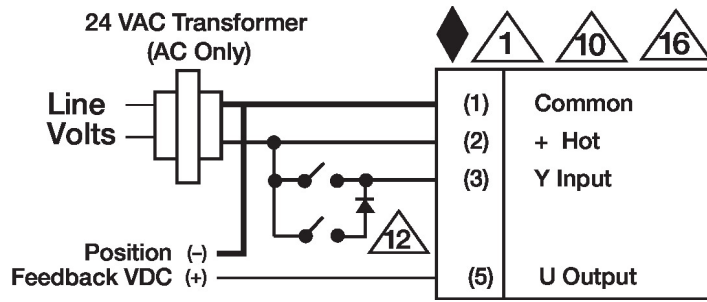 24 VAC Transformer
(AC Only)
1 10 16
Line
Volts
(1) Common
(2) + Hot
(3) Y Input
12
Position (–)
Feedback VDC (+)
(5) U Output